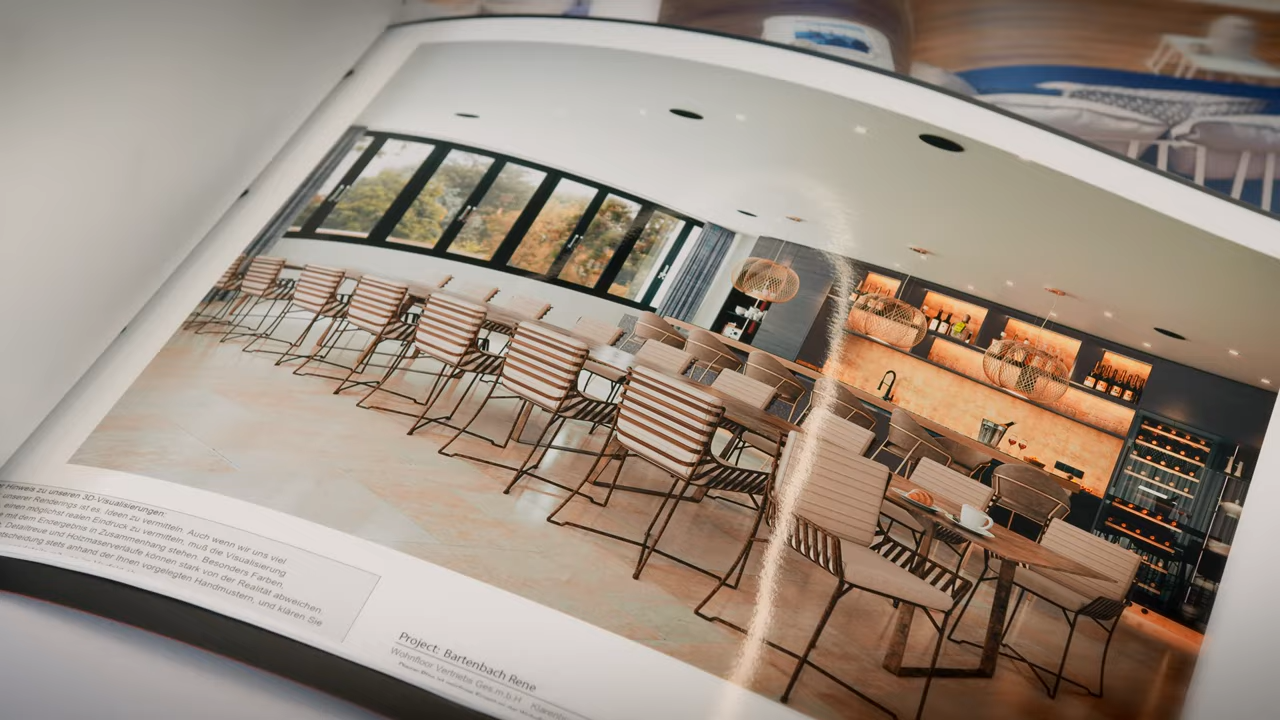 Hinweis zu unseren 3D-Visualisierungen:
unserer Renderings ist es, Ideen zu vermitteln. Auch wenn wir uns viel
einen möglichst realen Eindruck zu vermitteln, muß die Visualisierung
mit dem Endergebnis in Zusammenhang stehen. Besonders Farben,
Detailtreue und Holzmaserverläufe können stark von der Realität abweichen.
stets anhand der Ihnen vorgelegten Handmustern, und klären Sie
Project: Bartenbach Rene
Wohnfloor Vertriebs Ges.m.b.H